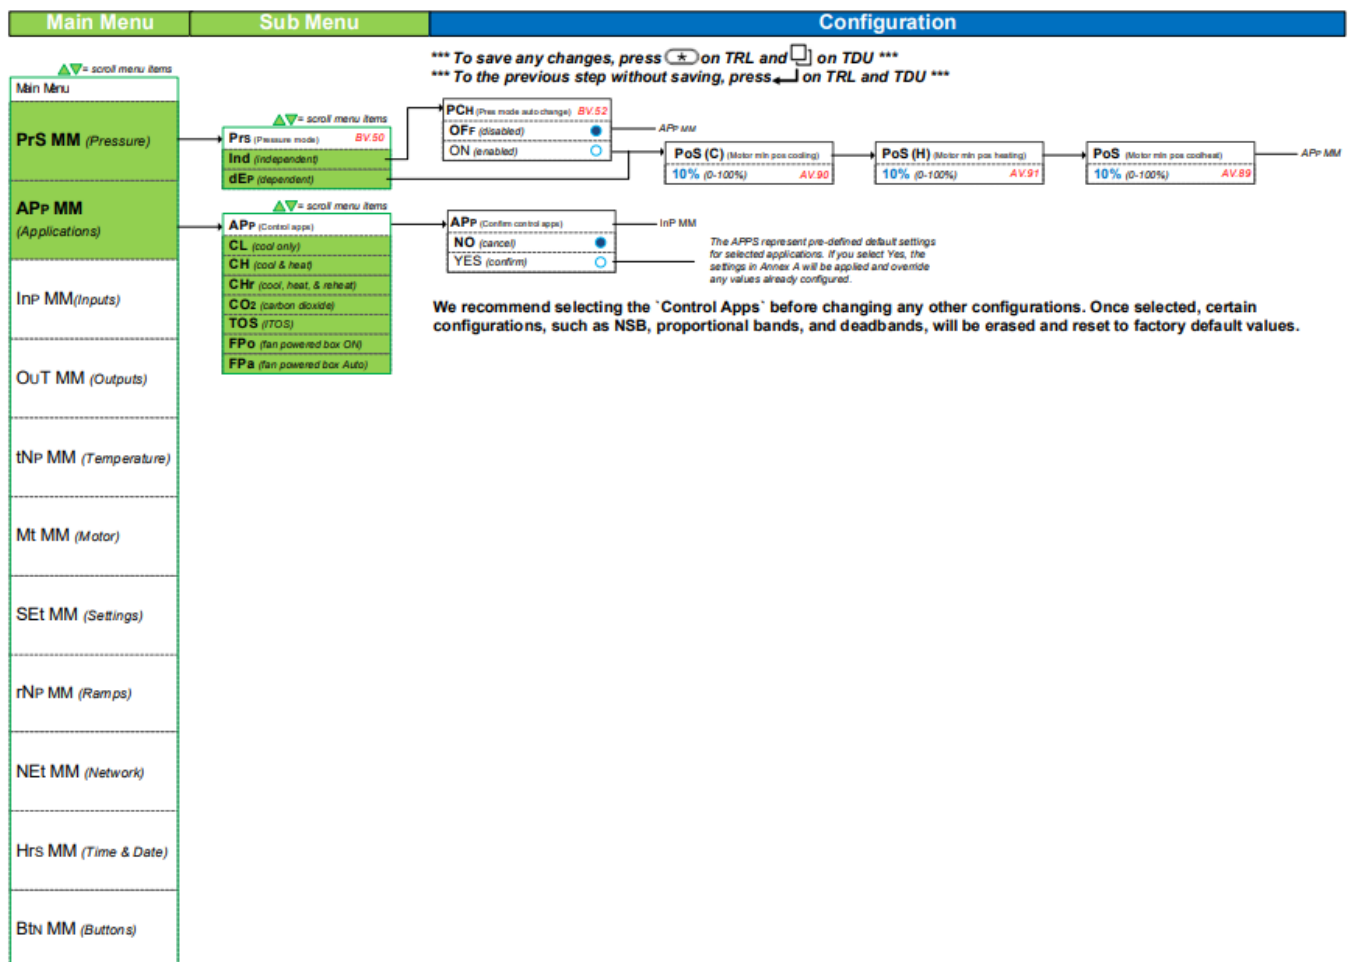 Main Menu
Sub Menu
Configuration
*** To save any changes, press * on TRL and on TDU ***
*** To the previous step without saving, press on TRL and TDU ***
= scroll menu items
Main Menu
PrS MM (Pressure)
APP MM
(Applications)
InP MM(Inputs)
OUT MM (Outputs)
tNP MM (Temperature)
Mt MM (Motor)
SEt MM (Settings)
rNP MM (Ramps)
NEt MM (Network)
Hrs MM (Time & Date)
BtN MM (Buttons)
= scroll menu items
Prs (Pressure mode) BV.50
Ind (independent)
dEP (dependent)
PCH (Pres mode auto change) BV.52
OFF (disabled)
ON (enabled)
APP MM
PoS (C) (Motor min pos cooling)
10% (0-100%) AV.90
PoS (H) (Motor min pos heating)
10% (0-100%) AV.91
PoS (Motor min pos coolheat)
10% (0-100%) AV.89
APP MM
= scroll menu items
APP (Control apps)
CL (cool only)
CH (cool & heat)
CHr (cool, heat, & reheat)
CO2 (carbon dioxide)
TOS (ITOS)
FPo (fan powered box ON)
FPa (fan powered box Auto)
APP (Confirm control apps)
NO (cancel)
YES (confirm)
InP MM
The APPS represent pre-defined default settings
for selected applications. If you select Yes, the
settings in Annex A will be applied and override
any values already configured.
We recommend selecting the `Control Apps` before changing any other configurations. Once selected, certain
configurations, such as NSB, proportional bands, and deadbands, will be erased and reset to factory default values.